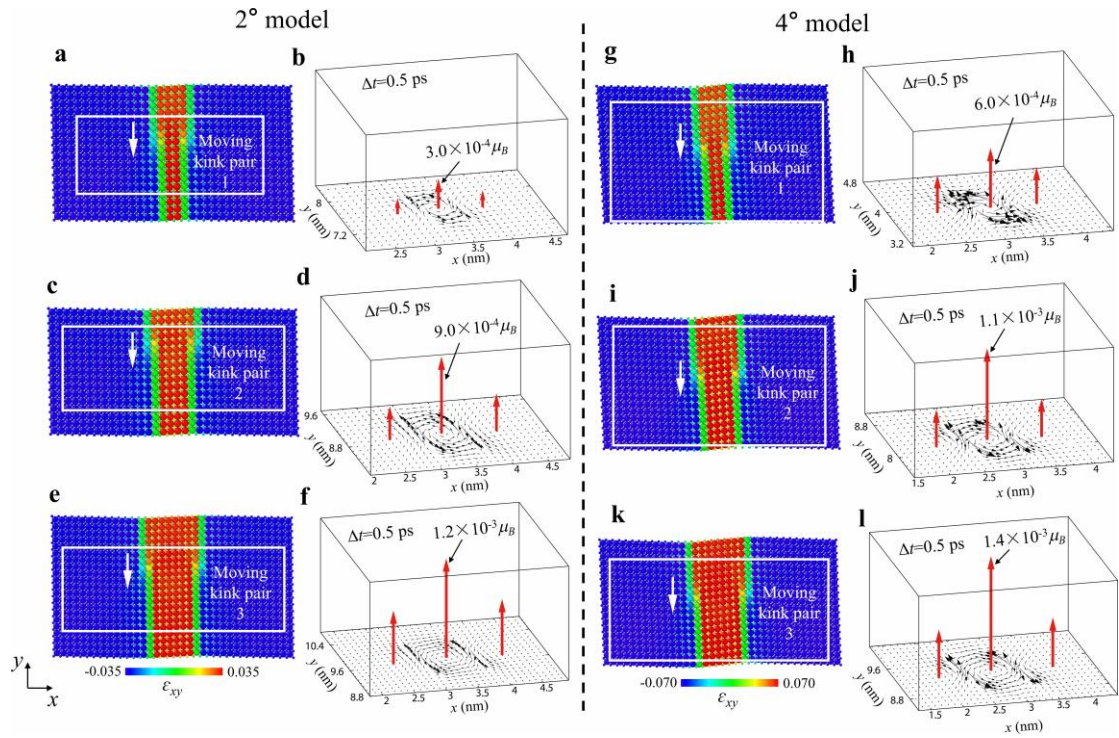 2° model
4° model
a
Moving
kink pair
1
b
Δt=0.5 ps
3.0×10⁻⁴μ_B
8
7.2
y (nm)
2.5
3
3.5
4
4.5
x (nm)
g
Moving
kink pair
1
h
Δt=0.5 ps
6.0×10⁻⁴μ_B
4.8
4
3.2
y (nm)
2
2.5
3
3.5
4
x (nm)
c
Moving
kink pair
2
d
Δt=0.5 ps
9.0×10⁻⁴μ_B
9.6
8.8
y (nm)
2
2.5
3
3.5
4
4.5
x (nm)
i
Moving
kink pair
2
j
Δt=0.5 ps
1.1×10⁻³μ_B
8.8
8
y (nm)
1.5
2
2.5
3
3.5
4
x (nm)
e
Moving
kink pair
3
f
Δt=0.5 ps
1.2×10⁻³μ_B
10.4
9.6
8.8
y (nm)
2
2.5
3
3.5
4
4.5
x (nm)
k
Moving
kink pair
3
l
Δt=0.5 ps
1.4×10⁻³μ_B
9.6
8.8
y (nm)
1.5
2
2.5
3
3.5
4
x (nm)
y
x
-0.035 0.035
ε_xy
-0.070 0.070
ε_xy